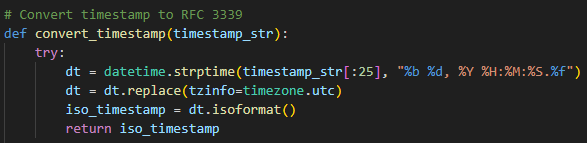 # Convert timestamp to RFC 3339
def convert_timestamp(timestamp_str):
    try:
        dt = datetime.strptime(timestamp_str[:25], "%b %d, %Y %H:%M:%S.%f")
        dt = dt.replace(tzinfo=timezone.utc)
        iso_timestamp = dt.isoformat()
        return iso_timestamp